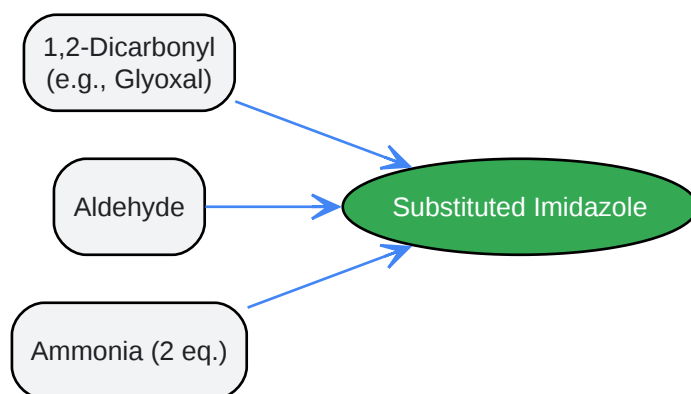 1,2-Dicarbonyl
(e.g., Glyoxal)
Aldehyde
Substituted Imidazole
Ammonia (2 eq.)